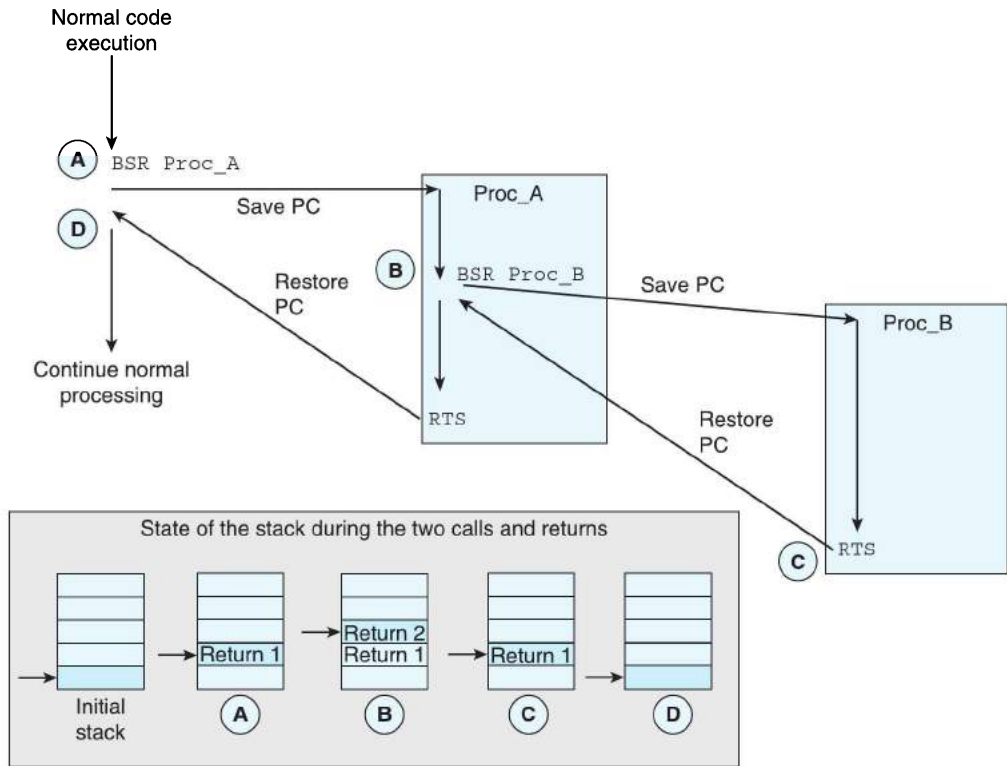 Normal code
execution
A
BSR Proc_A
Save PC
Proc_A
D
B
BSR Proc_B
Restore
PC
Save PC
Proc_B
Continue normal
processing
RTS
Restore
PC
C
RTS
State of the stack during the two calls and returns
Return 1
Return 2
Return 1
Return 1
Initial
stack
A
B
C
D